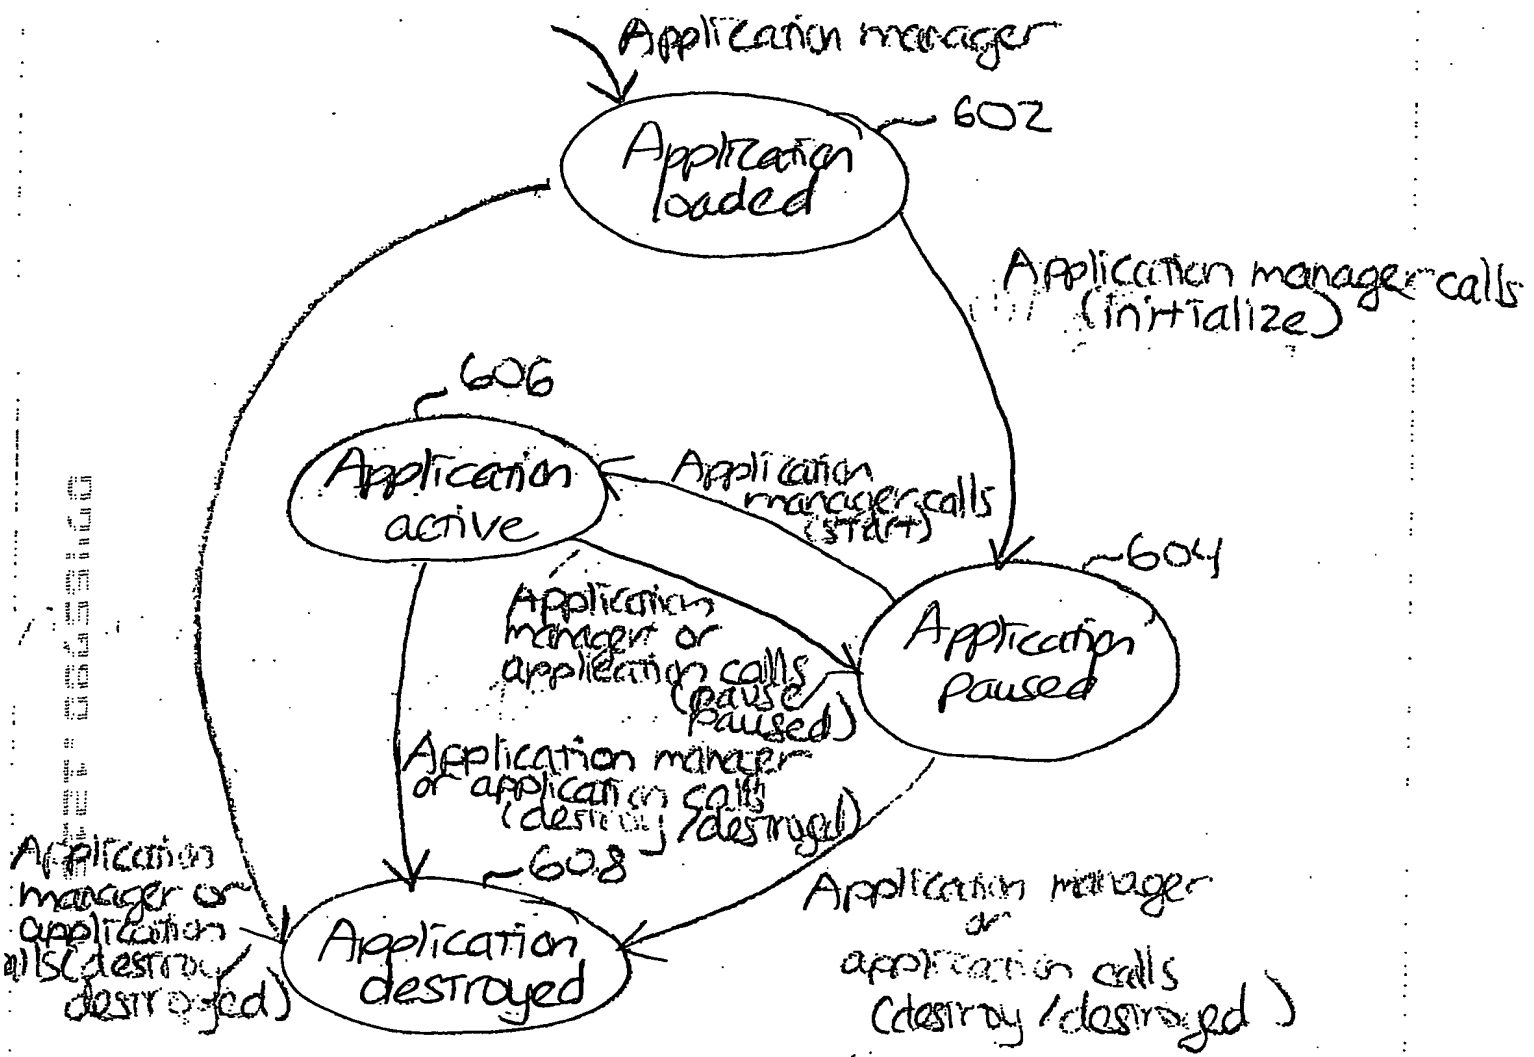 Application manager
602
Application
loaded
Application manager calls
(initialize)
606
Application
active
Application
manager calls
(start)
604
Application
paused
Application
manager or
application calls
(pause/
paused)
Application manager
or application calls
(destroy/destroyed)
608
Application
manager or
application
calls(destroy/
destroyed)
Application
destroyed
Application manager
or
application calls
(destroy/destroyed)